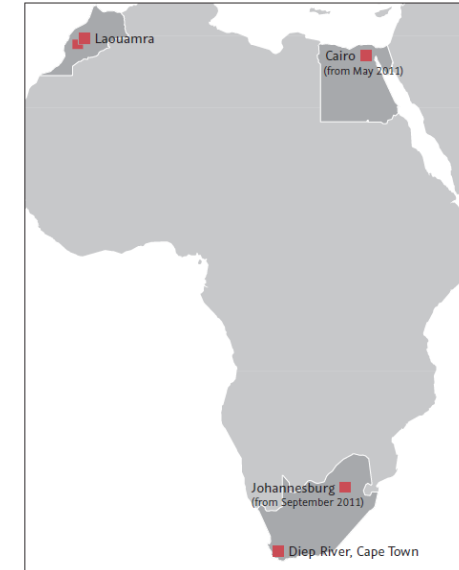 Laouamra
Cairo
(from May 2011)
Johannesburg
(from September 2011)
Diep River, Cape Town